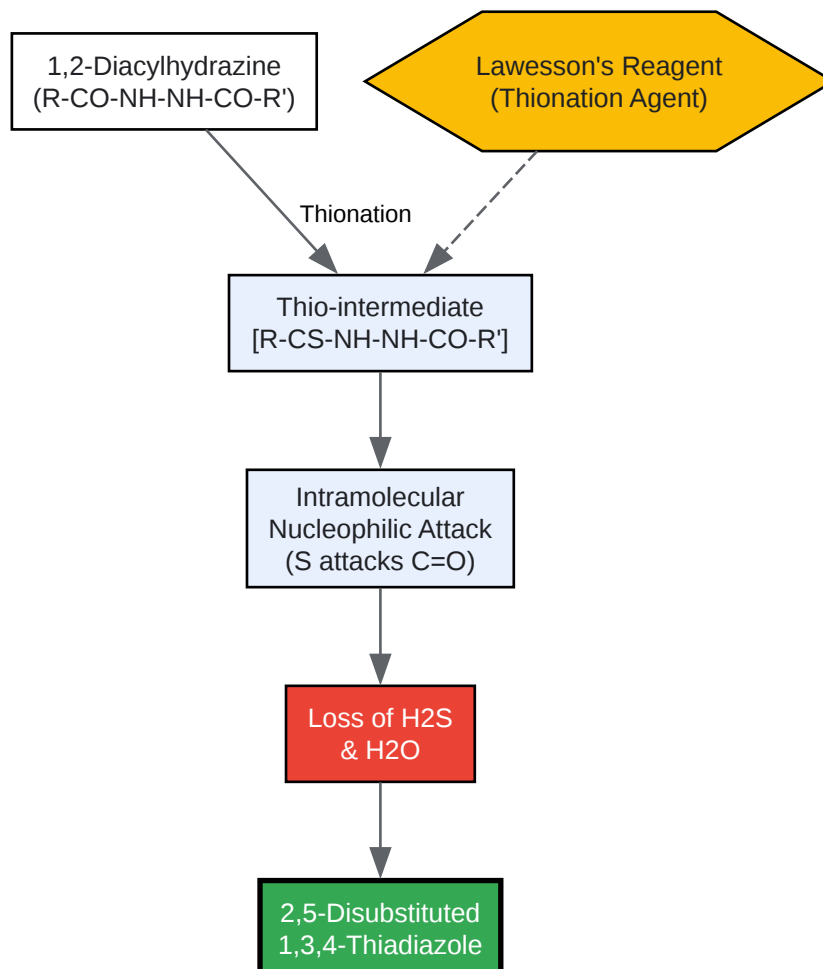 1,2-Diacylhydrazine
(R-CO-NH-NH-CO-R')
Lawesson's Reagent
(Thionation Agent)
Thionation
Thio-intermediate
[R-CS-NH-NH-CO-R']
Intramolecular
Nucleophilic Attack
(S attacks C=O)
Loss of H2S
& H2O
2,5-Disubstituted
1,3,4-Thiadiazole